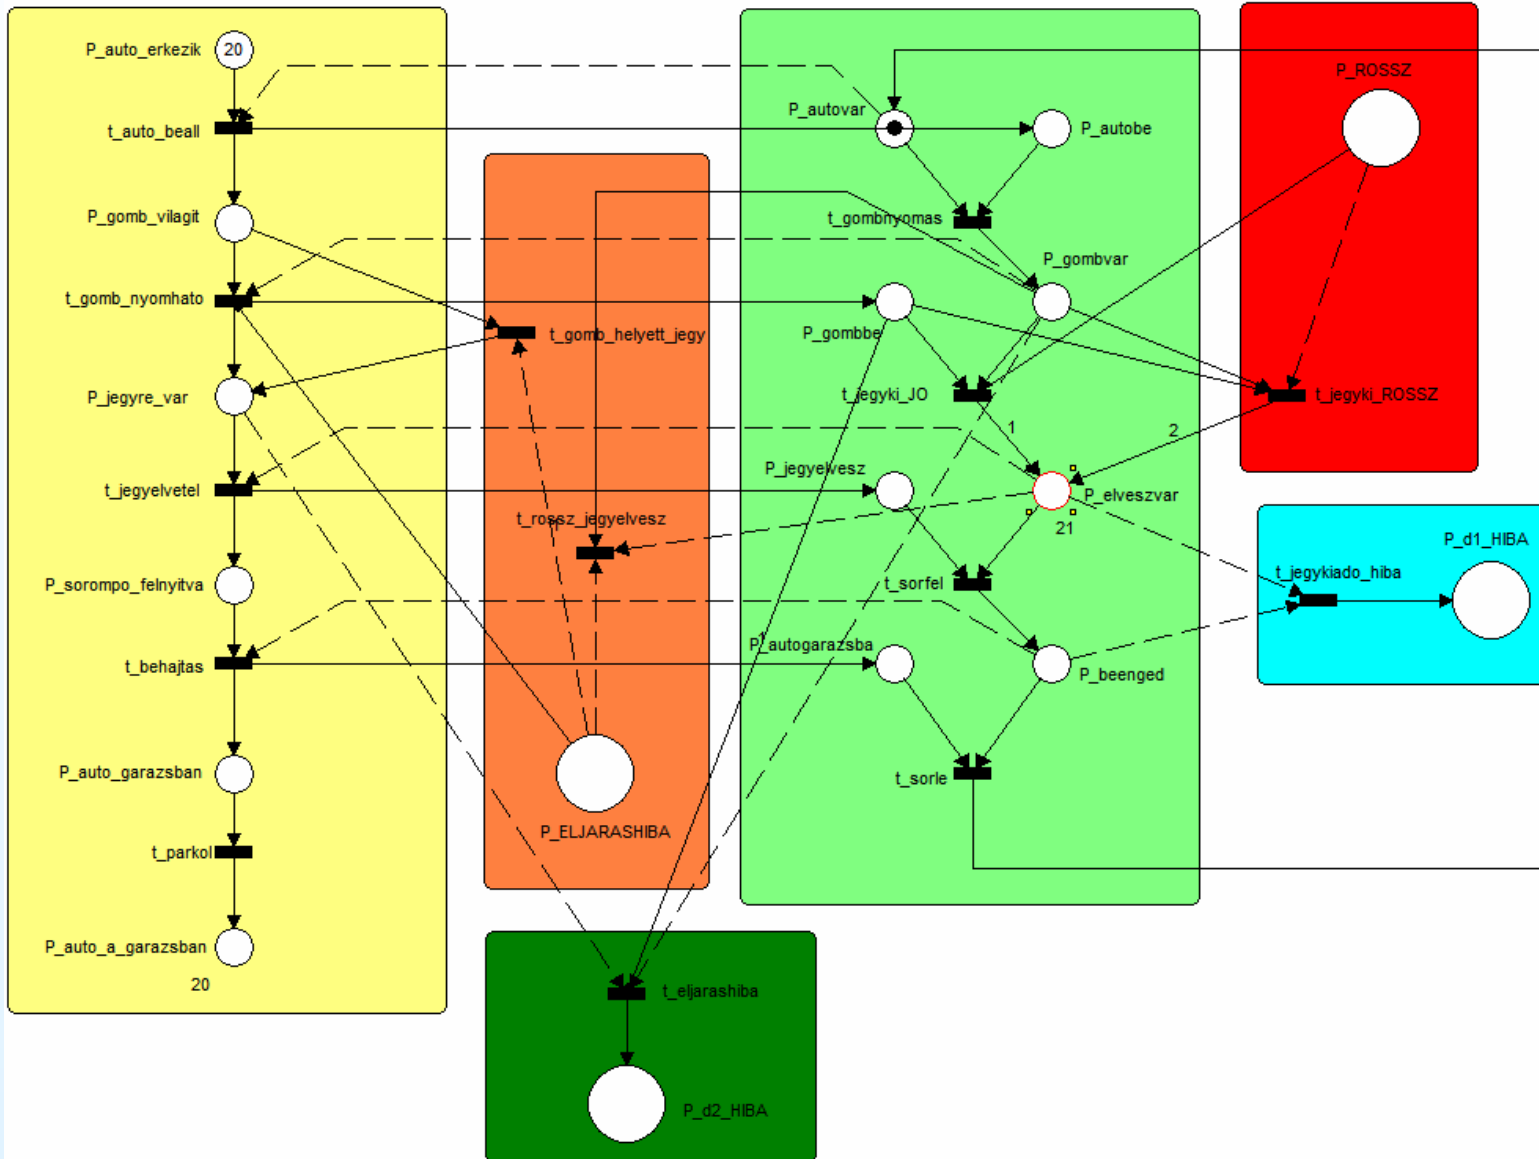 P_auto_erkezik
20
t_auto_beall
P_gomb_vilagit
t_gomb_nyomhato
P_jegyre_var
t_jegyelvetel
P_sorompo_felnyitva
t_behajtas
P_auto_garazsban
t_parkol
P_auto_a_garazsban
20
t_gomb_helyett_jegy
t_rossz_jegyelvesz
P_ELJARASHIBA
t_eljarashiba
P_d2_HIBA
P_autovar
P_autobe
t_gombnyomas
P_gombvar
P_gombbe
t_jegyki_JO
1
P_jegyelvesz
P_elveszvar
21
t_sorfel
1
P_autogarazsba
P_beenged
t_sorle
P_ROSSZ
t_jegyki_ROSSZ
2
P_d1_HIBA
t_jegykiado_hiba